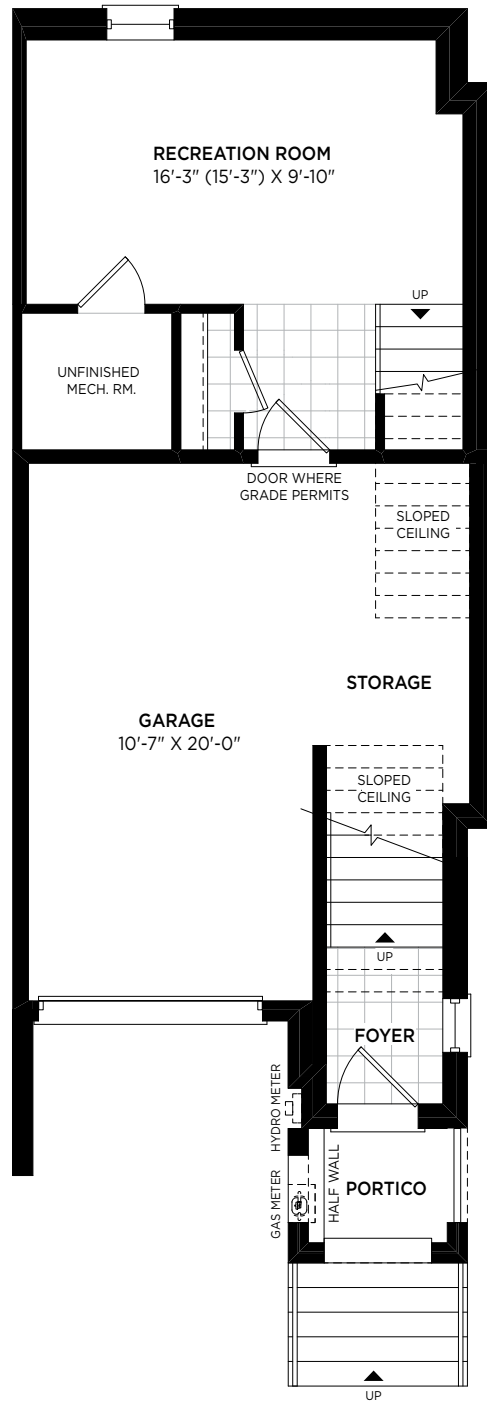 RECREATION ROOM
16'-3" (15'-3") X 9'-10"
UP
UNFINISHED
MECH. RM.
DOOR WHERE
GRADE PERMITS
SLOPED
CEILING
STORAGE
GARAGE
10'-7" X 20'-0"
SLOPED
CEILING
UP
FOYER
HYDRO METER
GAS METER
HALF WALL
PORTICO
UP